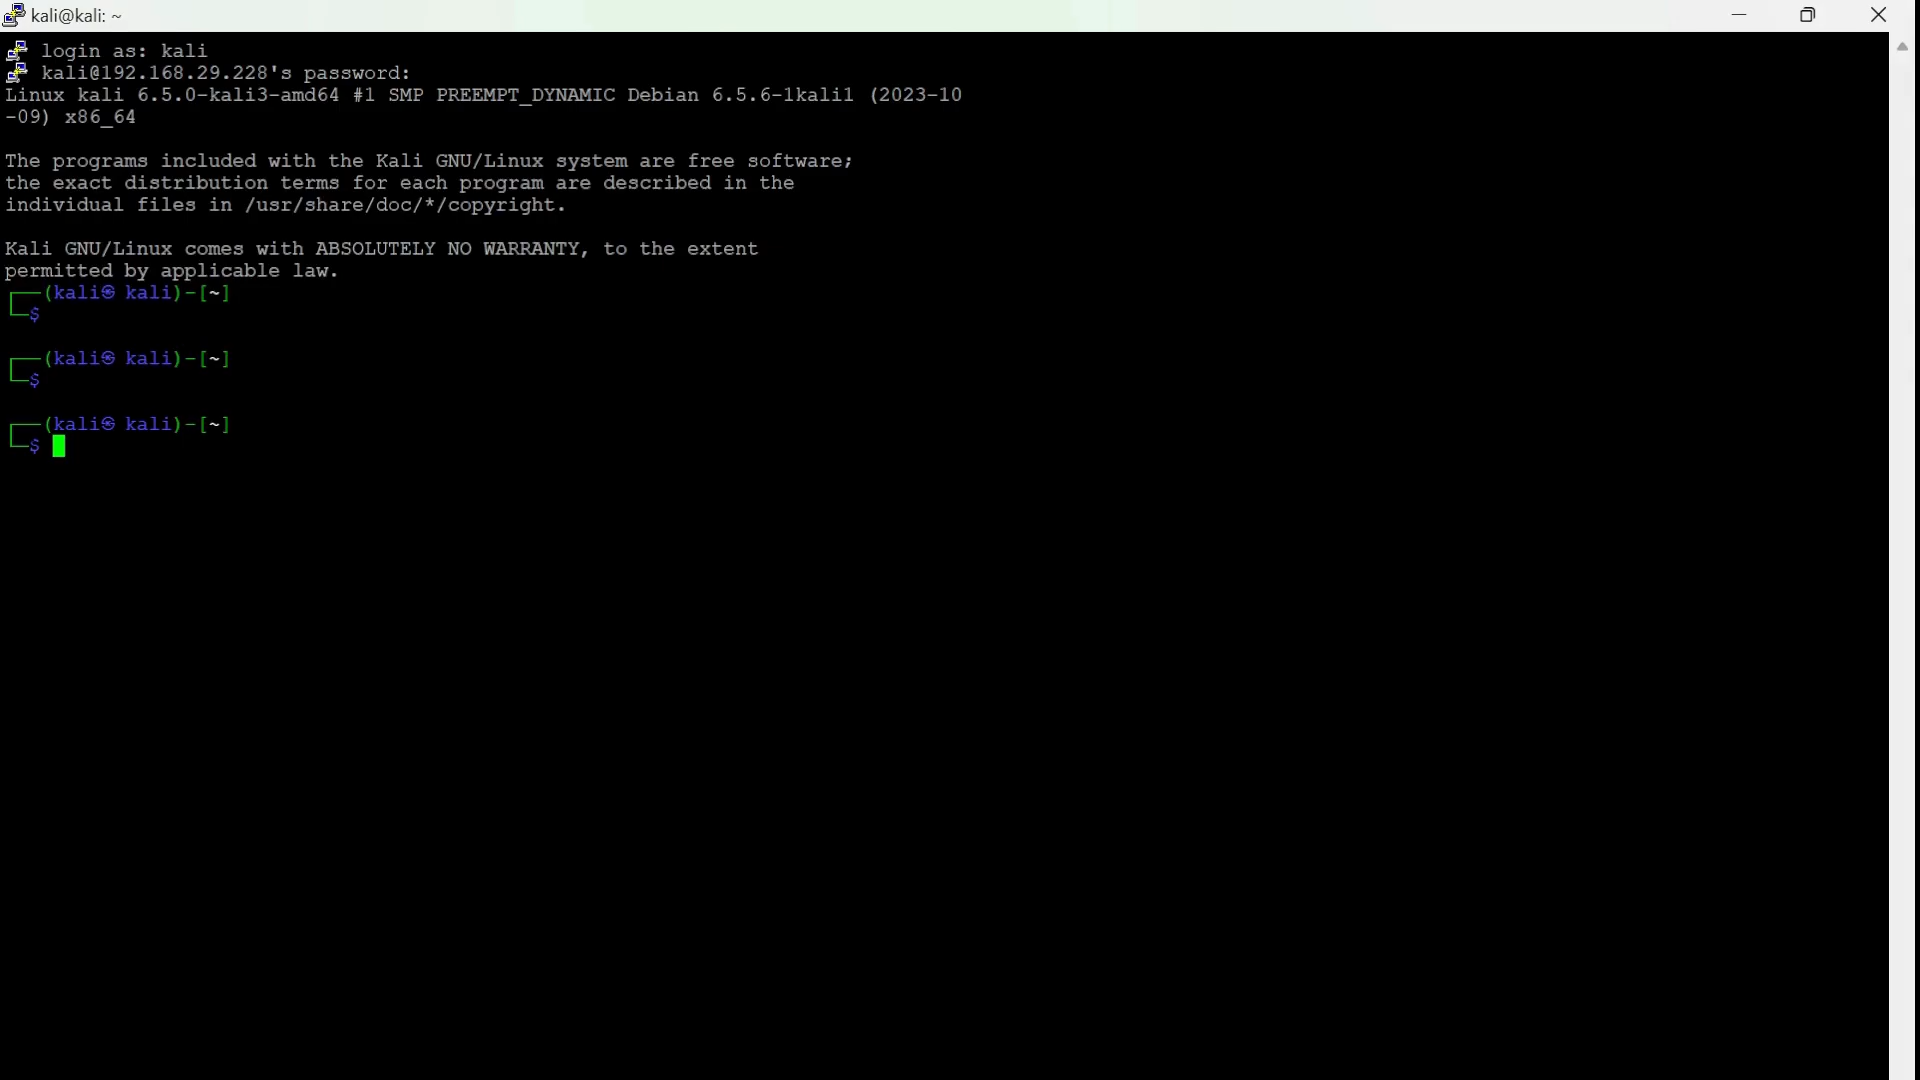 kali@kali: ~
login as: kali
kali@192.168.29.228's password:
Linux kali 6.5.0-kali3-amd64 #1 SMP PREEMPT_DYNAMIC Debian 6.5.6-1kali1 (2023-10
-09) x86_64
The programs included with the Kali GNU/Linux system are free software;
the exact distribution terms for each program are described in the
individual files in /usr/share/doc/*/copyright.
Kali GNU/Linux comes with ABSOLUTELY NO WARRANTY, to the extent
permitted by applicable law.
┌──(kali㉿ kali)-[~]
└─$
┌──(kali㉿ kali)-[~]
└─$
┌──(kali㉿ kali)-[~]
└─$